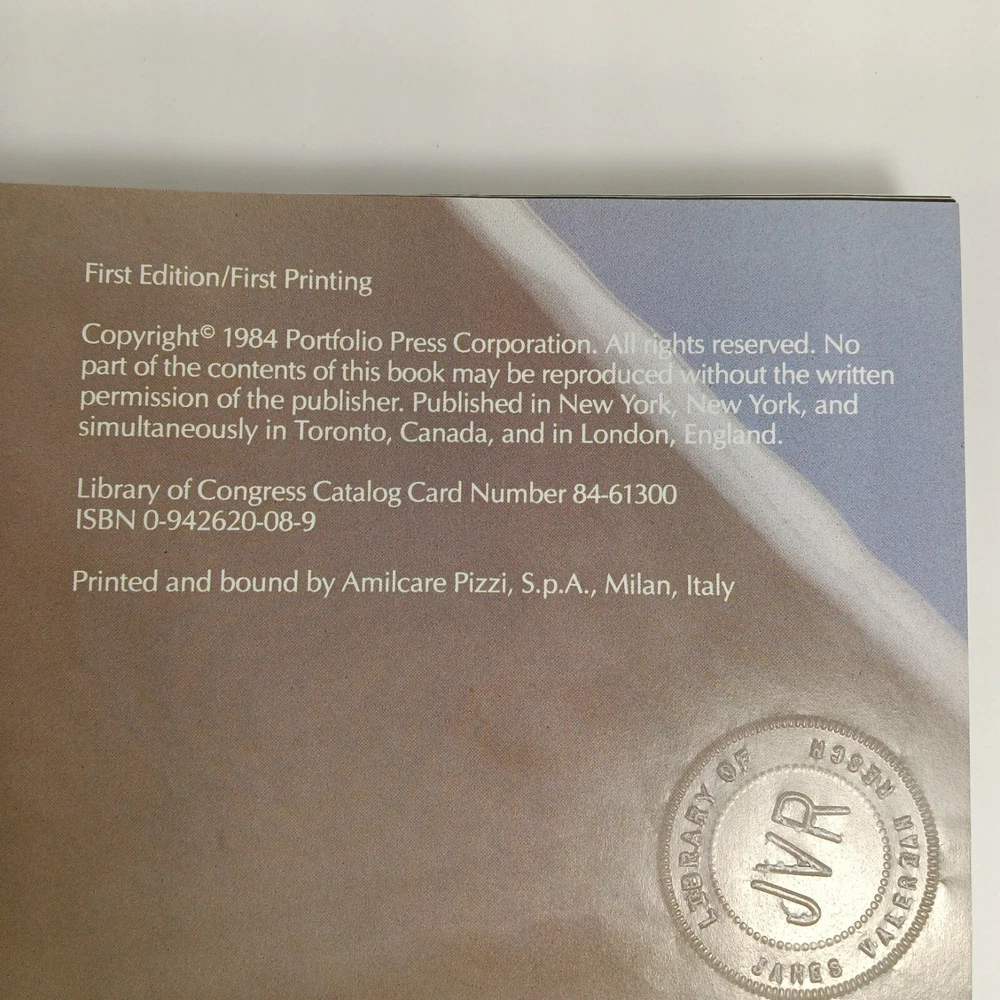 First Edition/First Printing
Copyright© 1984 Portfolio Press Corporation. All rights reserved. No
part of the contents of this book may be reproduced without the written
permission of the publisher. Published in New York, New York, and
simultaneously in Toronto, Canada, and in London, England.
Library of Congress Catalog Card Number 84-61300
ISBN 0-942620-08-9
Printed and bound by Amilcare Pizzi, S.p.A., Milan, Italy
LIBRARY OF
JVR
JAMES